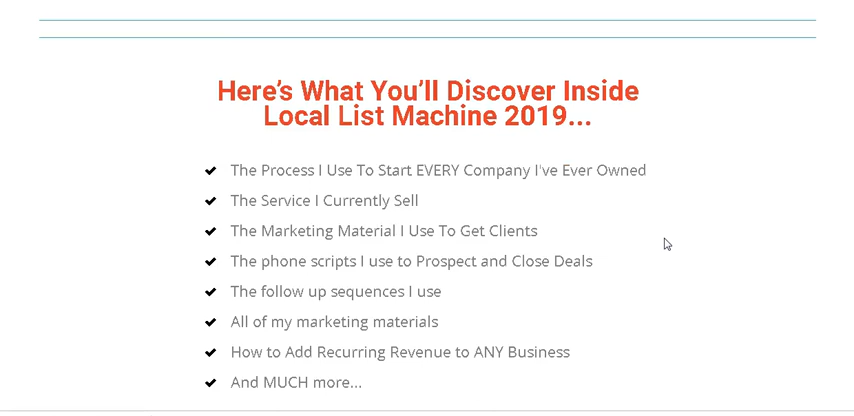 Here’s What You’ll Discover Inside
Local List Machine 2019...
The Process I Use To Start EVERY Company I've Ever Owned
The Service I Currently Sell
The Marketing Material I Use To Get Clients
The phone scripts I use to Prospect and Close Deals
The follow up sequences I use
All of my marketing materials
How to Add Recurring Revenue to ANY Business
And MUCH more...